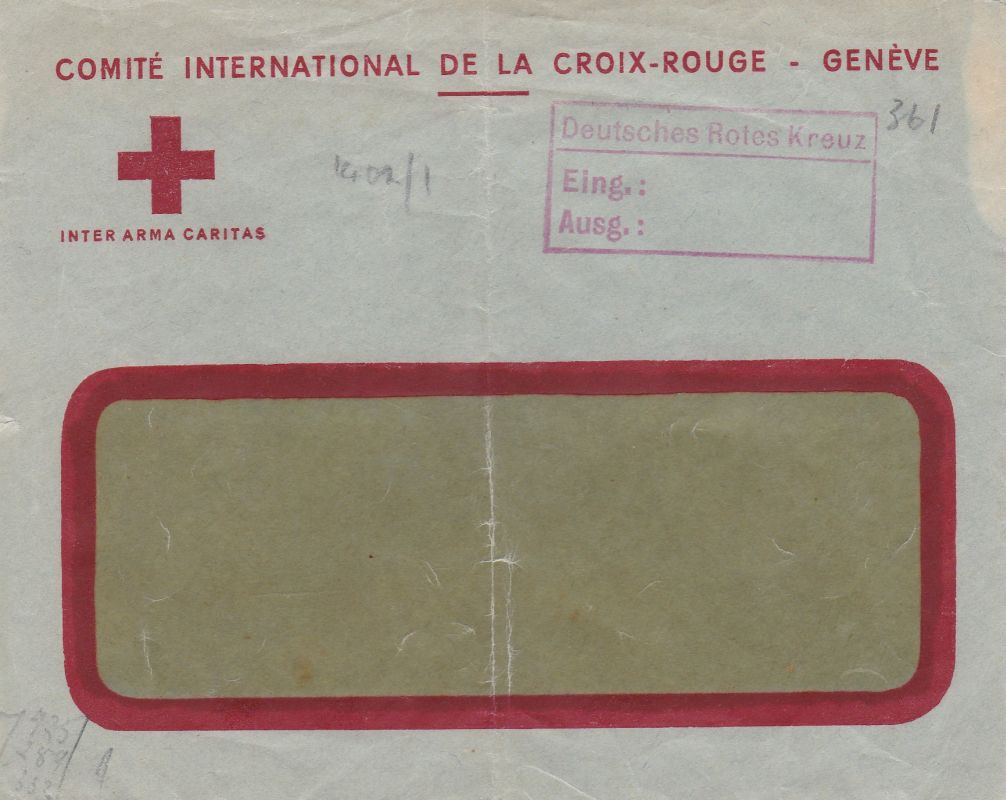 COMITÉ INTERNATIONAL DE LA CROIX-ROUGE - GENÈVE
361
Deutsches Rotes Kreuz
Eing.:
Ausg.:
INTER ARMA CARITAS